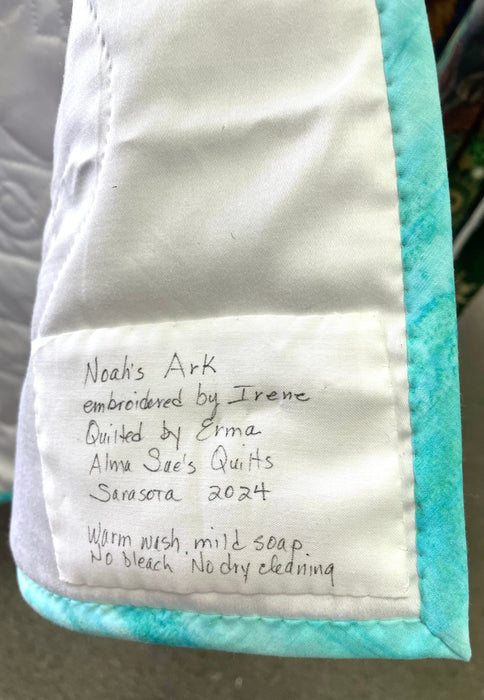 Noah's Ark
embroidered by Irene
Quilted by Erma
Alma Sue's Quilts
Sarasota 2024
Warm wash. mild soap.
No bleach. No dry cleaning